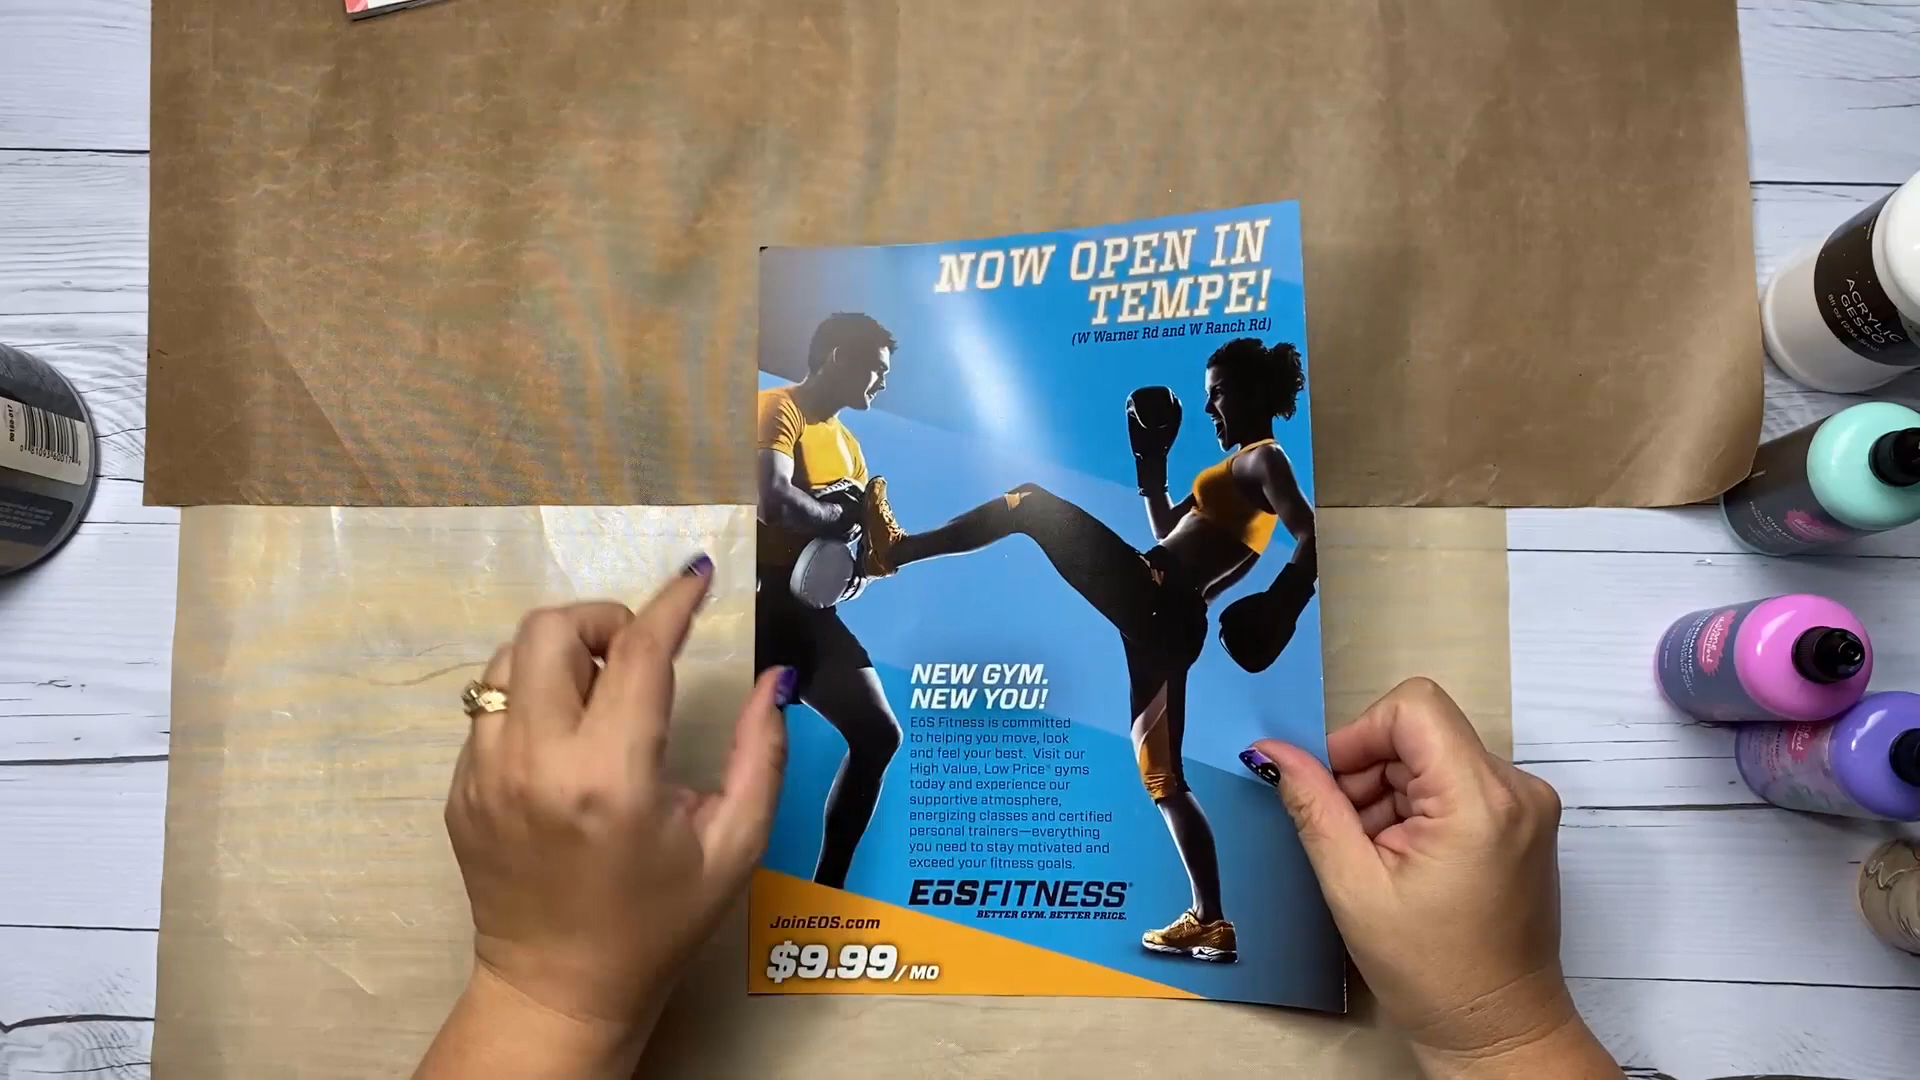 NOW OPEN IN
TEMPE!
(W Warner Rd and W Ranch Rd)
NEW GYM.
NEW YOU!
EōS Fitness is committed
to helping you move, look
and feel your best. Visit our
High Value, Low Price® gyms
today and experience our
supportive atmosphere,
energizing classes and certified
personal trainers—everything
you need to stay motivated and
exceed your fitness goals.
EōSFITNESS®
BETTER GYM. BETTER PRICE.
JoinEOS.com
$9.99/MO
ACRYLIC
GESSO